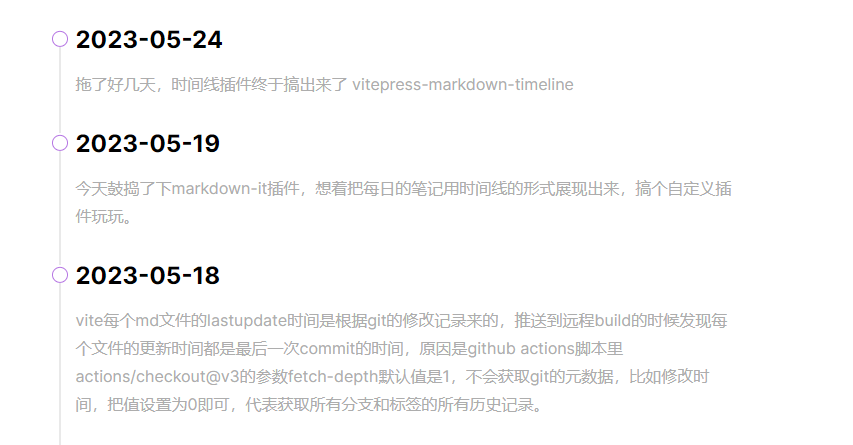 2023-05-24
拖了好几天，时间线插件终于搞出来了 vitepress-markdown-timeline
2023-05-19
今天鼓捣了下markdown-it插件，想着把每日的笔记用时间线的形式展现出来，搞个自定义插
件玩玩。
2023-05-18
vite每个md文件的lastupdate时间是根据git的修改记录来的，推送到远程build的时候发现每
个文件的更新时间都是最后一次commit的时间，原因是github actions脚本里
actions/checkout@v3的参数fetch-depth默认值是1，不会获取git的元数据，比如修改时
间，把值设置为0即可，代表获取所有分支和标签的所有历史记录。